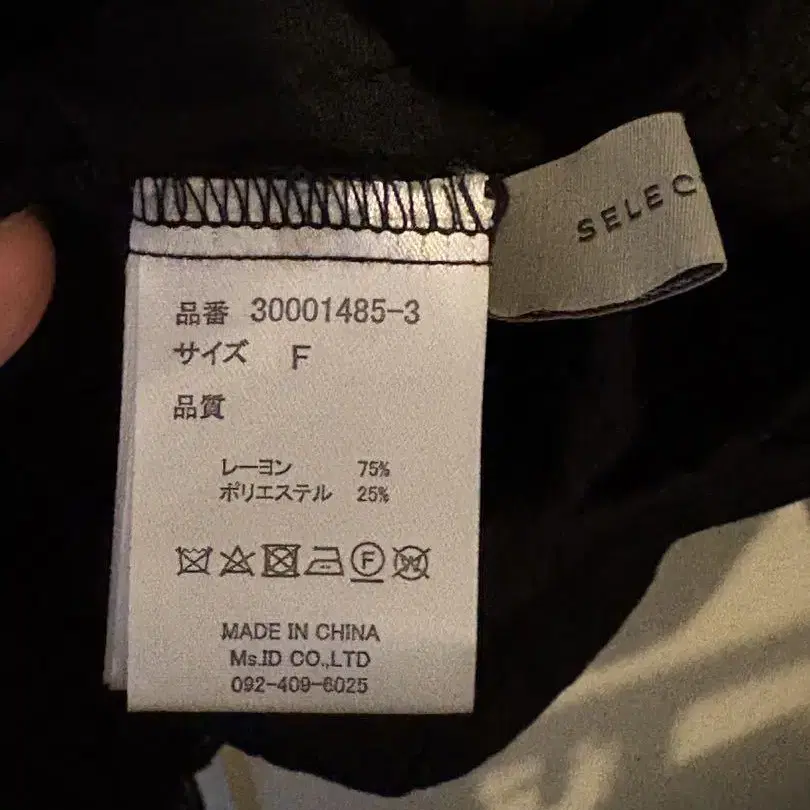 SELEC
品番 30001485-3
サイズ F
品質
レーヨン 75%
ポリエステル 25%
F W
MADE IN CHINA
Ms.ID CO.,LTD
092-409-6025